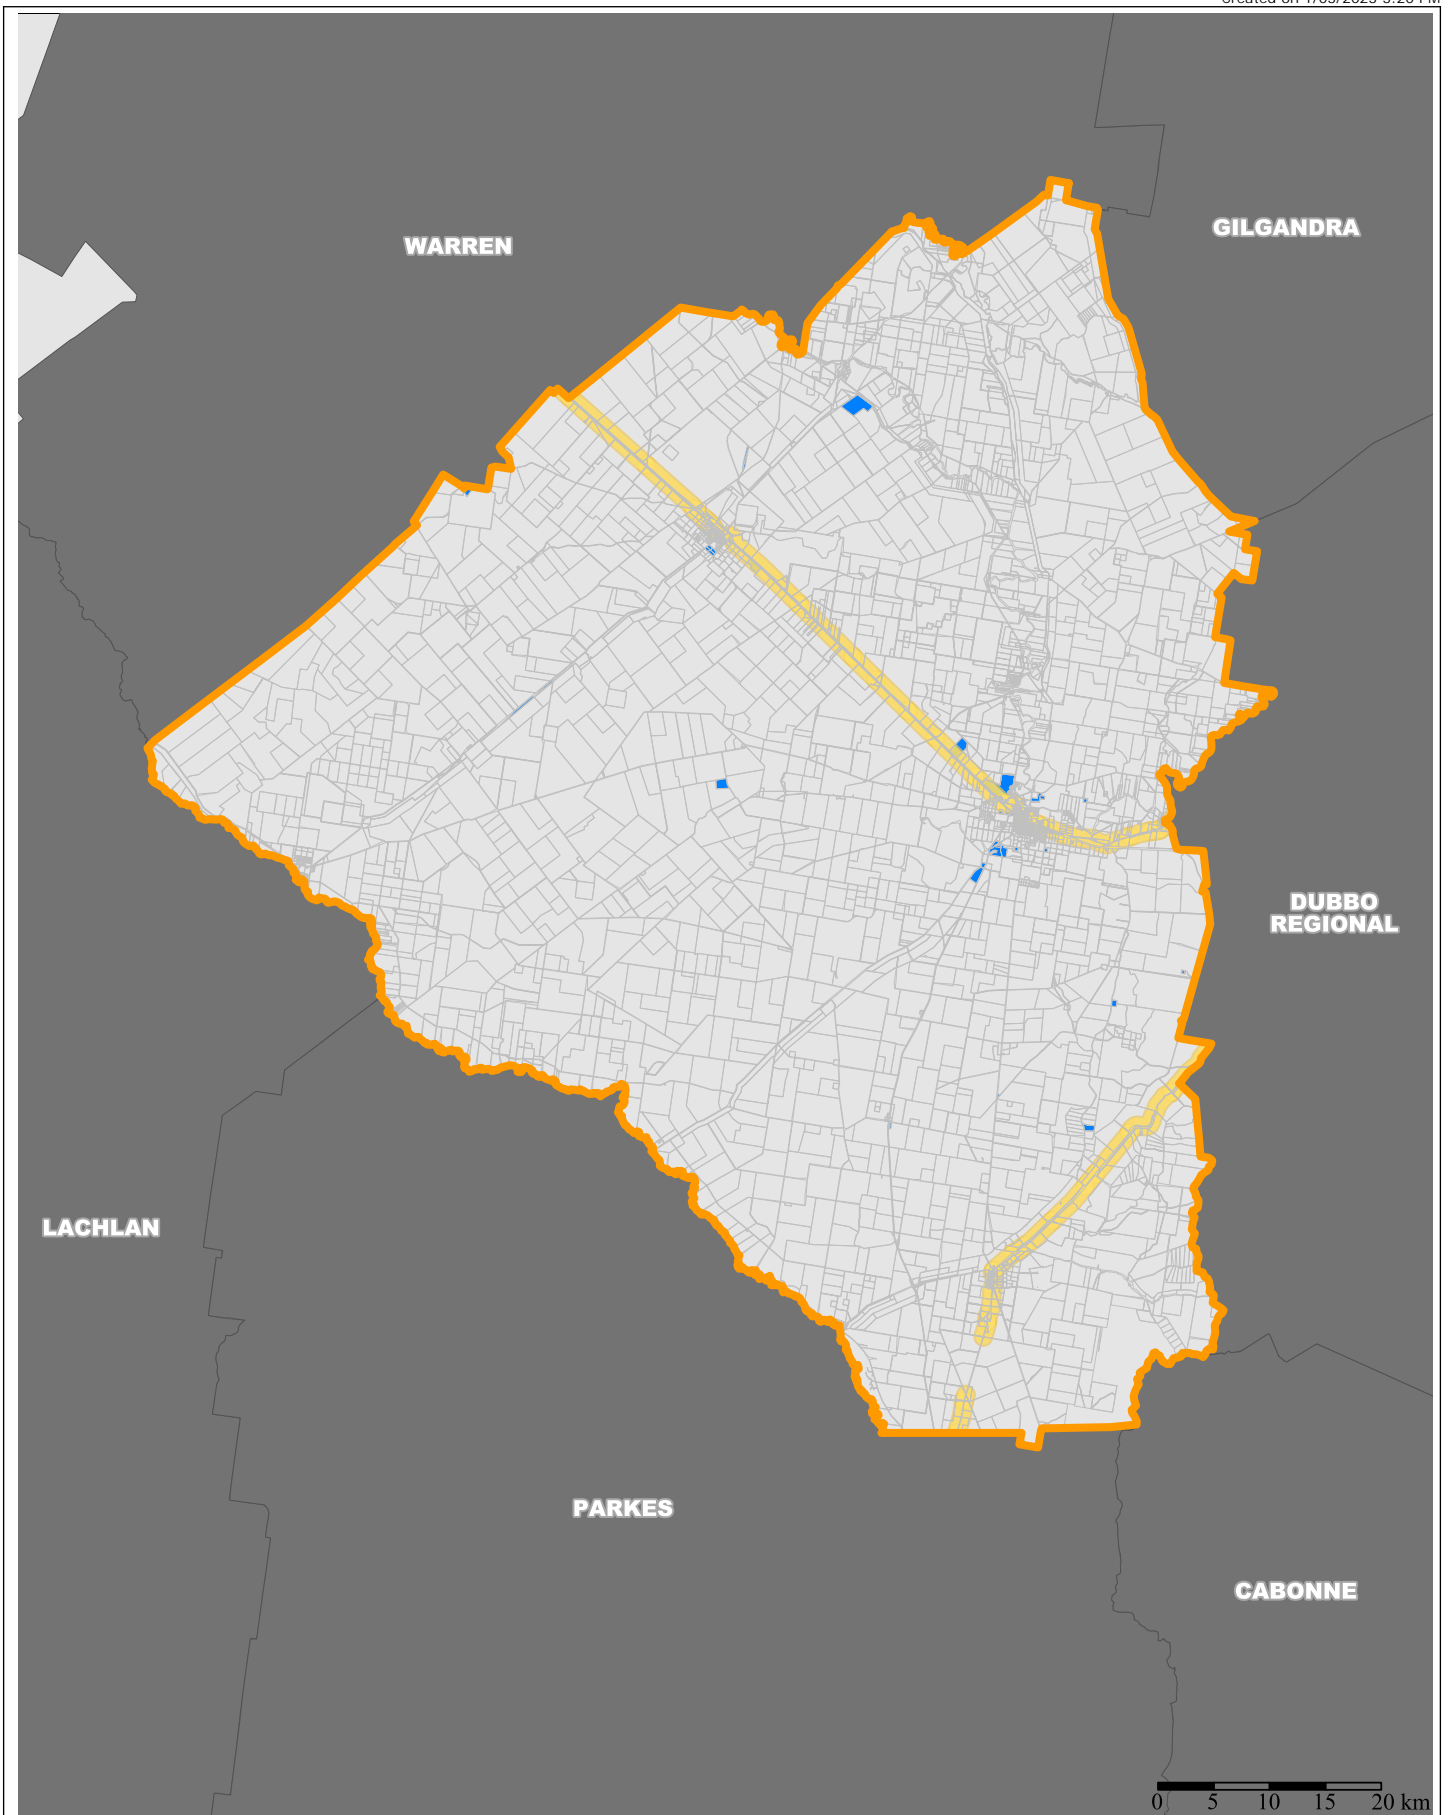 WARREN
GILGANDRA
DUBBO
REGIONAL
LACHLAN
PARKES
CABONNE
0 5 10 15 20 km